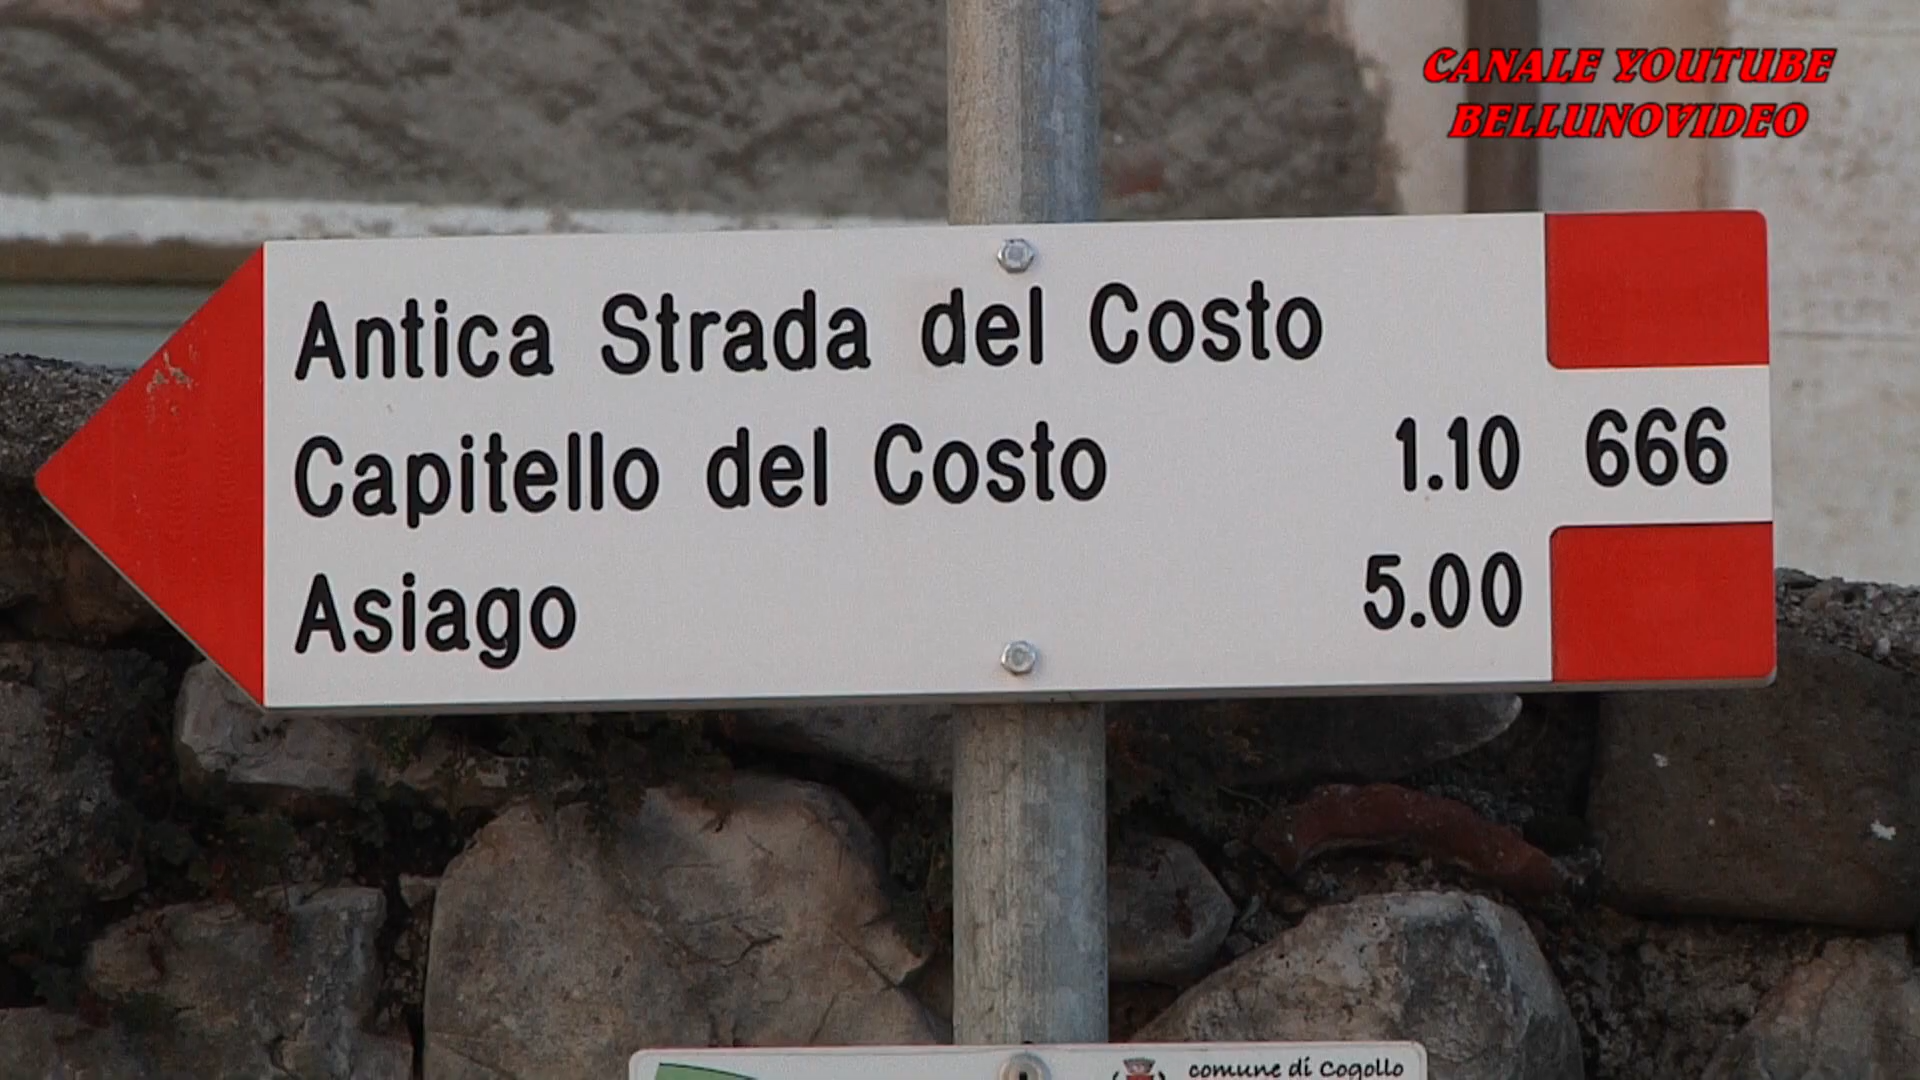 CANALE YOUTUBE
BELLUNOVIDEO
Antica Strada del Costo
Capitello del Costo 1.10 666
Asiago 5.00
comune di Cogollo